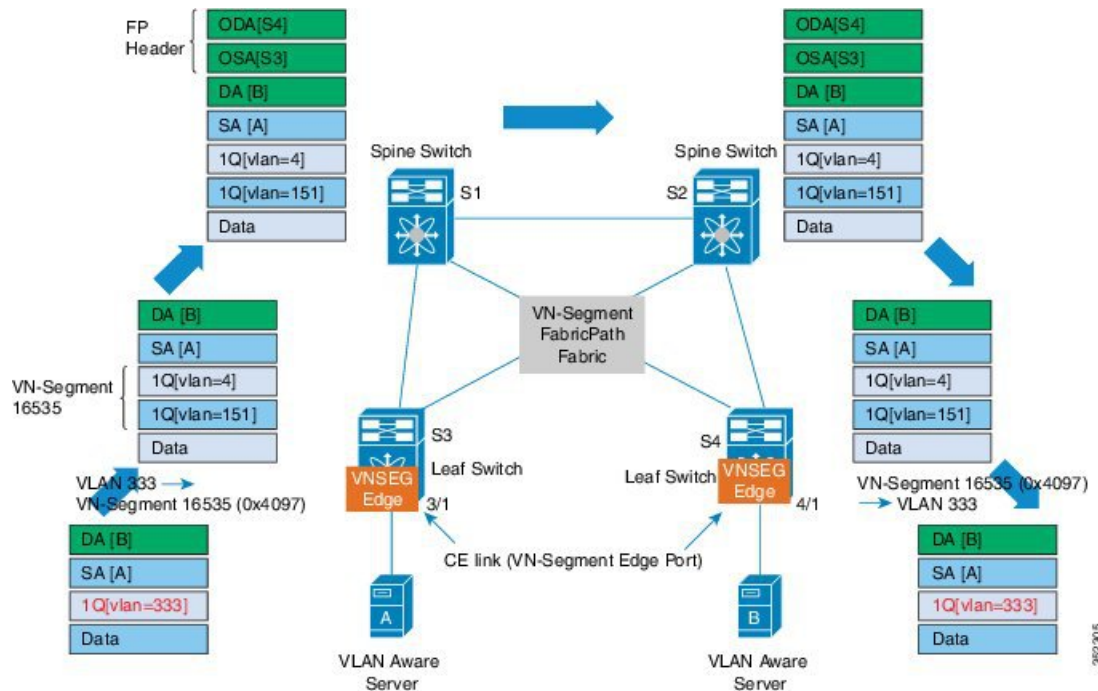 FP
Header
ODA[S4]
OSA[S3]
DA [B]
SA [A]
1Q[vlan=4]
1Q[vlan=151]
Data
ODA[S4]
OSA[S3]
DA [B]
SA [A]
1Q[vlan=4]
1Q[vlan=151]
Data
Spine Switch
S1
Spine Switch
S2
VN-Segment
FabricPath
Fabric
VN-Segment
16535
DA [B]
SA [A]
1Q[vlan=4]
1Q[vlan=151]
Data
DA [B]
SA [A]
1Q[vlan=4]
1Q[vlan=151]
Data
S3
Leaf Switch
VNSEG
Edge
3/1
S4
Leaf Switch
VNSEG
Edge
4/1
VLAN 333
VN-Segment 16535 (0x4097)
VN-Segment 16535 (0x4097)
VLAN 333
CE link (VN-Segment Edge Port)
DA [B]
SA [A]
1Q[vlan=333]
Data
DA [B]
SA [A]
1Q[vlan=333]
Data
A
VLAN Aware
Server
B
VLAN Aware
Server